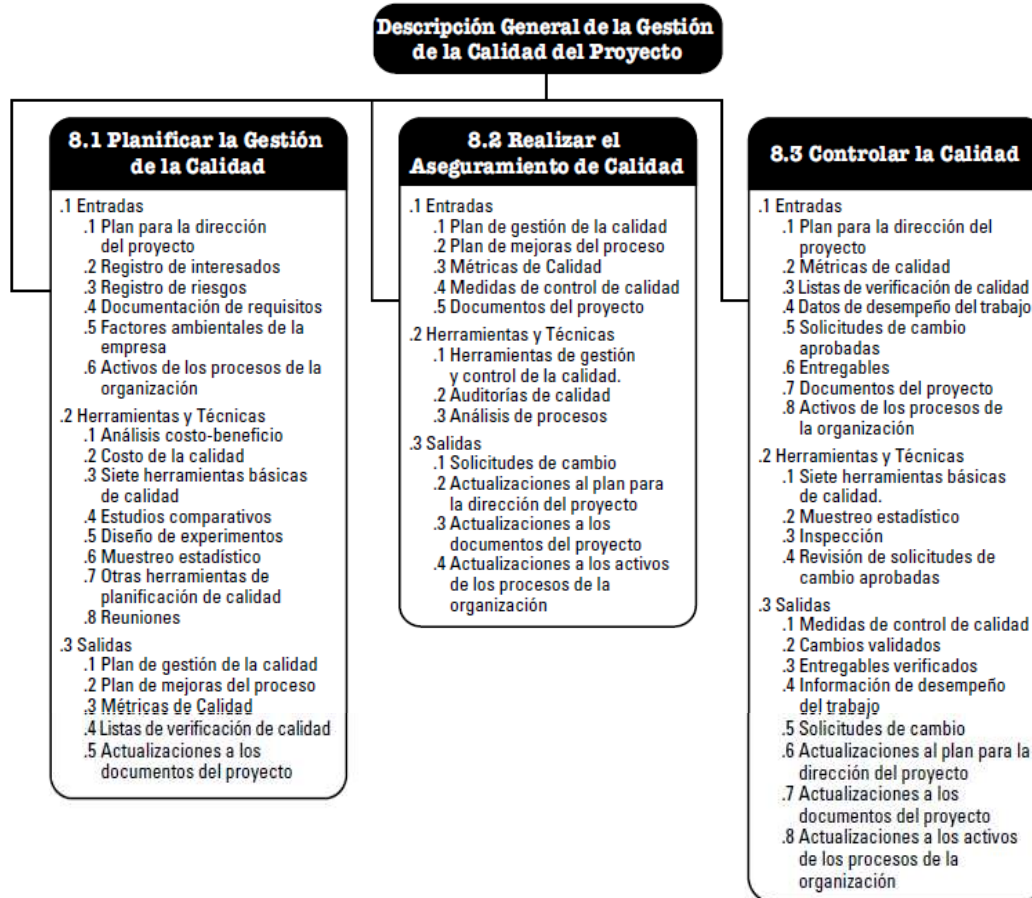 Descripción General de la Gestión
de la Calidad del Proyecto
8.1 Planificar la Gestión
de la Calidad
.1 Entradas
.1 Plan para la dirección
del proyecto
.2 Registro de interesados
.3 Registro de riesgos
.4 Documentación de requisitos
.5 Factores ambientales de la
empresa
.6 Activos de los procesos de la
organización
.2 Herramientas y Técnicas
.1 Análisis costo-beneficio
.2 Costo de la calidad
.3 Siete herramientas básicas
de calidad
.4 Estudios comparativos
.5 Diseño de experimentos
.6 Muestreo estadístico
.7 Otras herramientas de
planificación de calidad
.8 Reuniones
.3 Salidas
.1 Plan de gestión de la calidad
.2 Plan de mejoras del proceso
.3 Métricas de Calidad
.4 Listas de verificación de calidad
.5 Actualizaciones a los
documentos del proyecto
8.2 Realizar el
Aseguramiento de Calidad
.1 Entradas
.1 Plan de gestión de la calidad
.2 Plan de mejoras del proceso
.3 Métricas de Calidad
.4 Medidas de control de calidad
.5 Documentos del proyecto
.2 Herramientas y Técnicas
.1 Herramientas de gestión
y control de la calidad.
.2 Auditorías de calidad
.3 Análisis de procesos
.3 Salidas
.1 Solicitudes de cambio
.2 Actualizaciones al plan para
la dirección del proyecto
.3 Actualizaciones a los
documentos del proyecto
.4 Actualizaciones a los activos
de los procesos de la
organización
8.3 Controlar la Calidad
.1 Entradas
.1 Plan para la dirección del
proyecto
.2 Métricas de calidad
.3 Listas de verificación de calidad
.4 Datos de desempeño del trabajo
.5 Solicitudes de cambio
aprobadas
.6 Entregables
.7 Documentos del proyecto
.8 Activos de los procesos de
la organización
.2 Herramientas y Técnicas
.1 Siete herramientas básicas
de calidad.
.2 Muestreo estadístico
.3 Inspección
.4 Revisión de solicitudes de
cambio aprobadas
.3 Salidas
.1 Medidas de control de calidad
.2 Cambios validados
.3 Entregables verificados
.4 Información de desempeño
del trabajo
.5 Solicitudes de cambio
.6 Actualizaciones al plan para la
dirección del proyecto
.7 Actualizaciones a los
documentos del proyecto
.8 Actualizaciones a los activos
de los procesos de la
organización